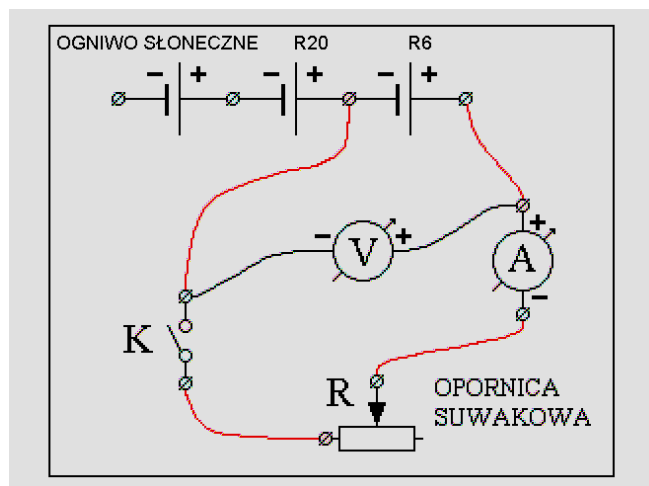 OGNIWO SŁONECZNE R20 R6
- + - + - +
- V + +
A
-
K
R OPORNICA
SUWAKOWA